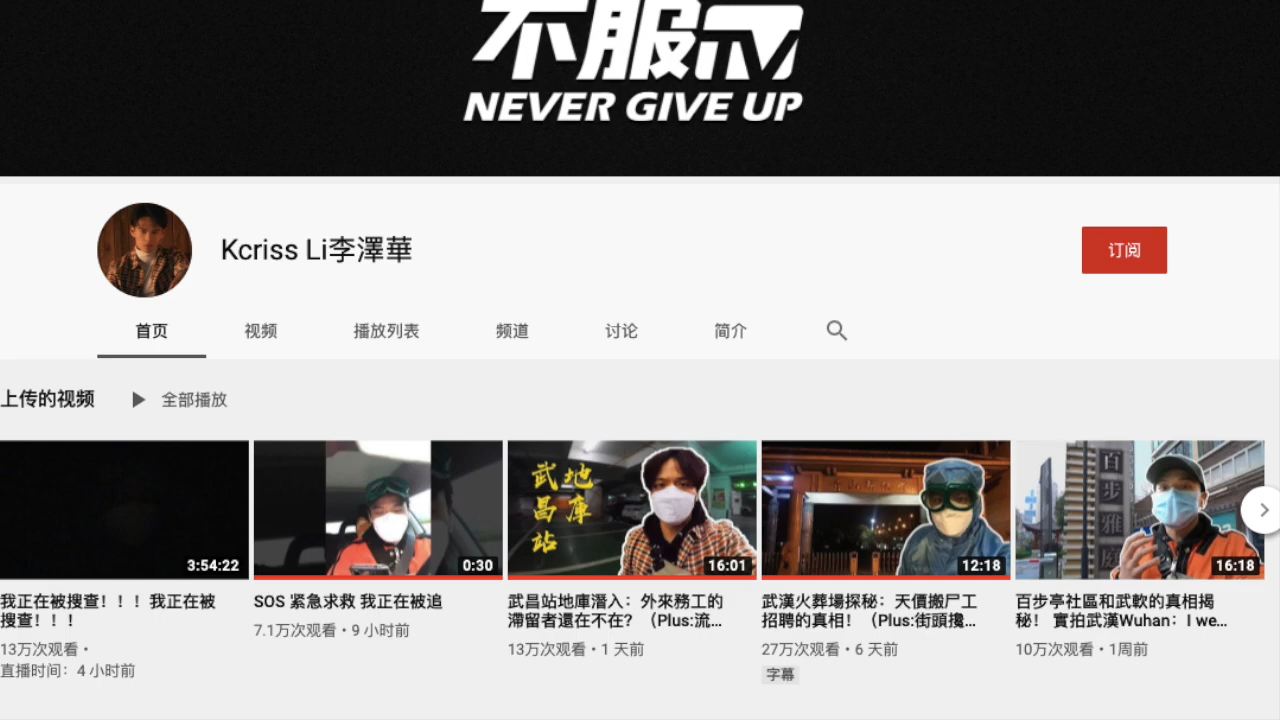 不服TV
NEVER GIVE UP
Kcriss Li李澤華
订阅
首页
视频
播放列表
频道
讨论
简介
上传的视频
全部播放
3:54:22
0:30
武昌站
地庫
16:01
12:18
百步雅庭
16:18
我正在被搜查！！！我正在被
搜查！！！
13万次观看•
直播时间：4 小时前
SOS 紧急求救 我正在被追
7.1万次观看•9 小时前
武昌站地庫潛入：外來務工的
滯留者還在不在？（Plus:流…
13万次观看•1 天前
武漢火葬場探秘：天價搬尸工
招聘的真相！（Plus:街頭攙…
27万次观看•6 天前
字幕
百步亭社區和武軟的真相揭
秘！ 實拍武漢Wuhan：I we…
10万次观看•1周前